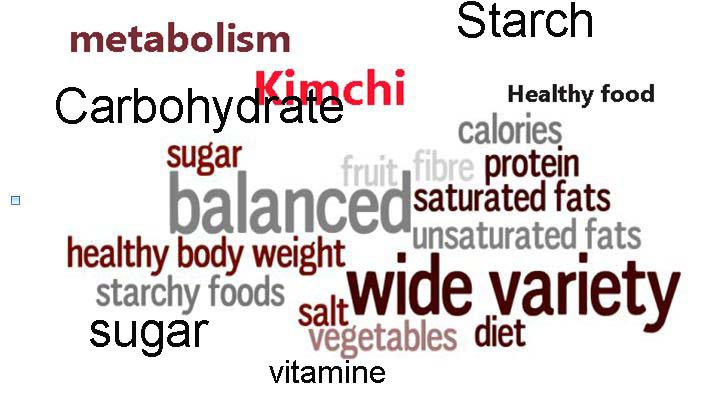 Starch
metabolism
Kimchi
Healthy food
Carbohydrate
calories
sugar
fruit
fibre
protein
balanced
saturated fats
unsaturated fats
healthy body weight
wide variety
starchy foods
salt
sugar
vegetables
diet
vitamine